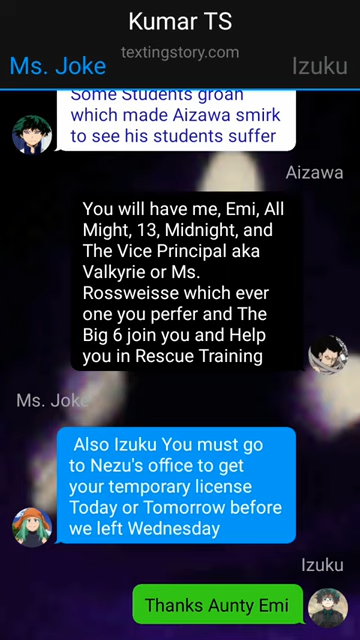 Kumar TS
textingstory.com
Ms. Joke
Izuku
Some Students groan
which made Aizawa smirk
to see his students suffer
Aizawa
You will have me, Emi, All
Might, 13, Midnight, and
The Vice Principal aka
Valkyrie or Ms.
Rossweisse which ever
one you perfer and The
Big 6 join you and Help
you in Rescue Training
Ms. Joke
Also Izuku You must go
to Nezu's office to get
your temporary license
Today or Tomorrow before
we left Wednesday
Izuku
Thanks Aunty Emi